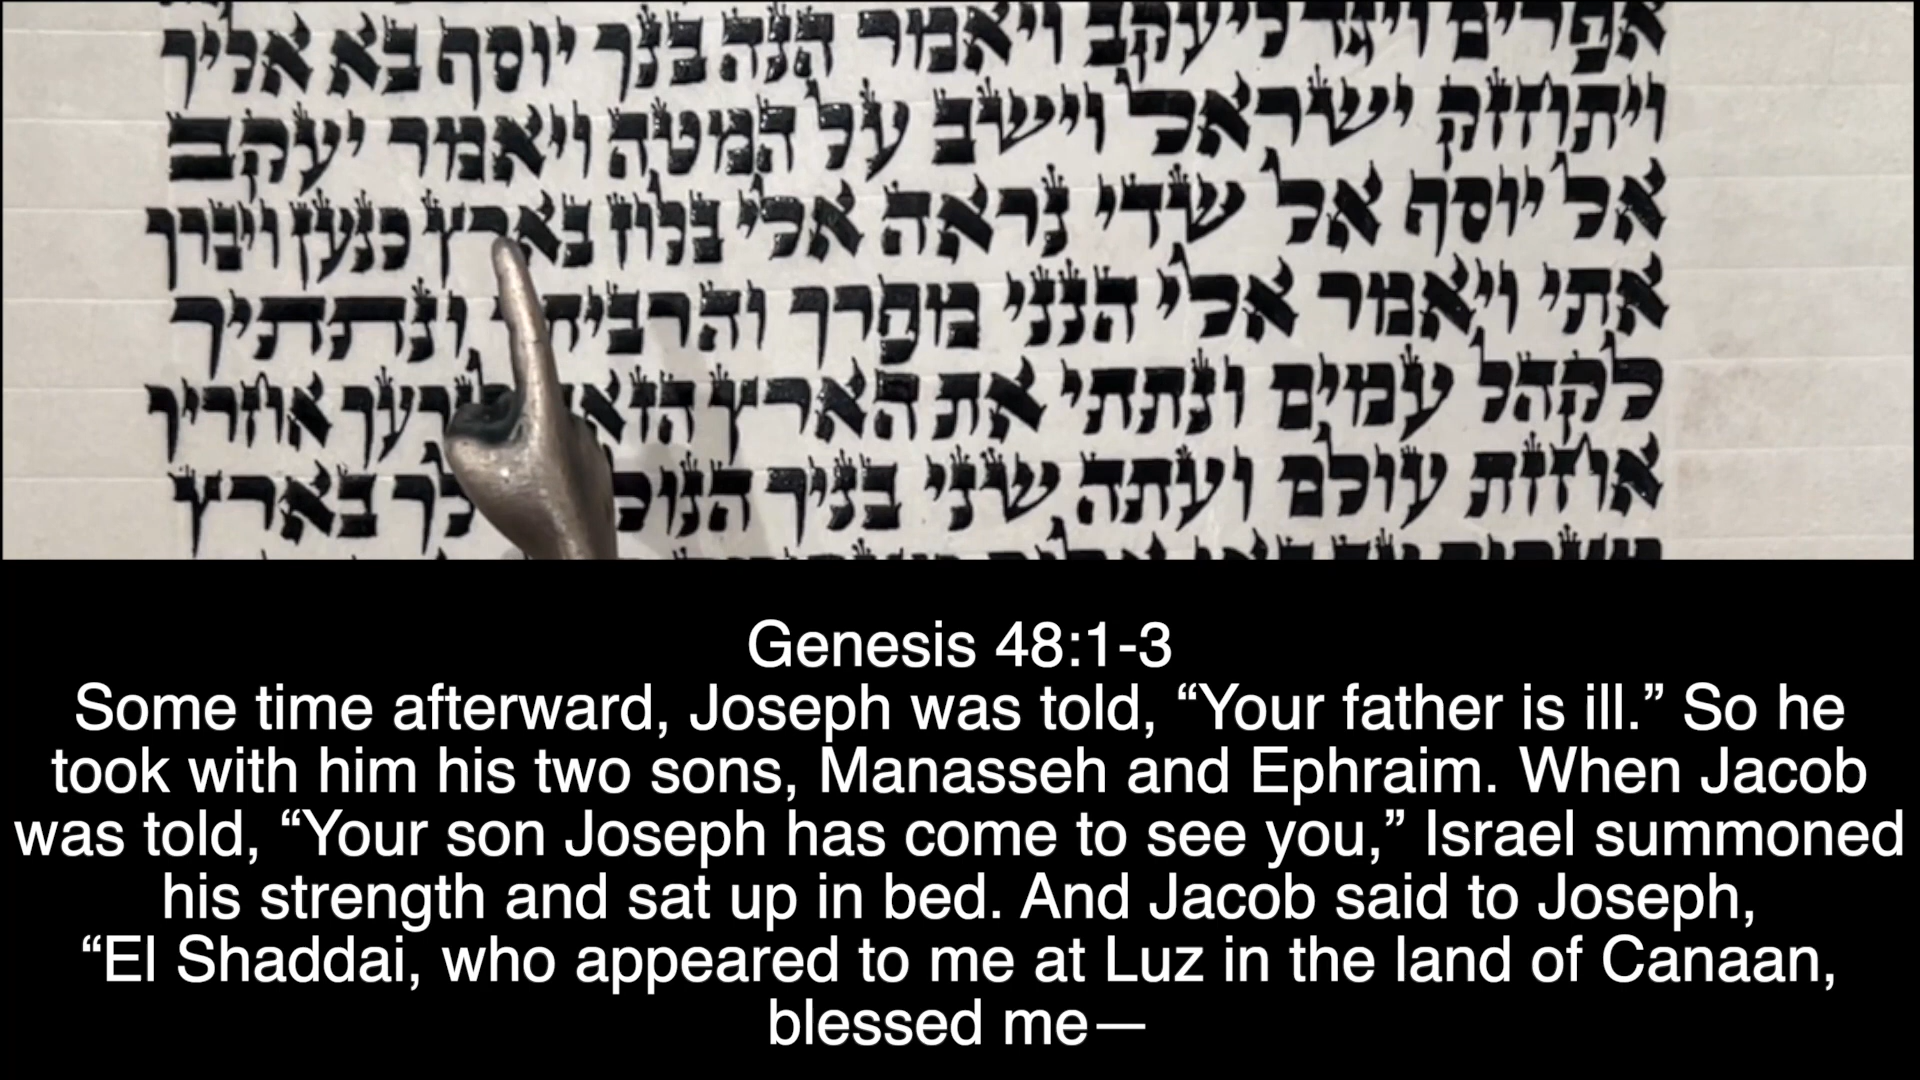 אפרים ויגד ליעקב ויאמר הנה בנך יוסף בא אליך
ויתחזק ישראל וישב על המטה ויאמר יעקב
אל יוסף אל שדי נראה אלי בלוז בארץ כנען ויברך
אתי ויאמר אלי הנני מפרך והרבית ונתתיך
לקהל עמים ונתתי את הארץ לזרעך אחריך
אחזת עולם ועתה שני בניך לך בארץ
Genesis 48:1-3
Some time afterward, Joseph was told, “Your father is ill.” So he
took with him his two sons, Manasseh and Ephraim. When Jacob
was told, “Your son Joseph has come to see you,” Israel summoned
his strength and sat up in bed. And Jacob said to Joseph,
“El Shaddai, who appeared to me at Luz in the land of Canaan,
blessed me—